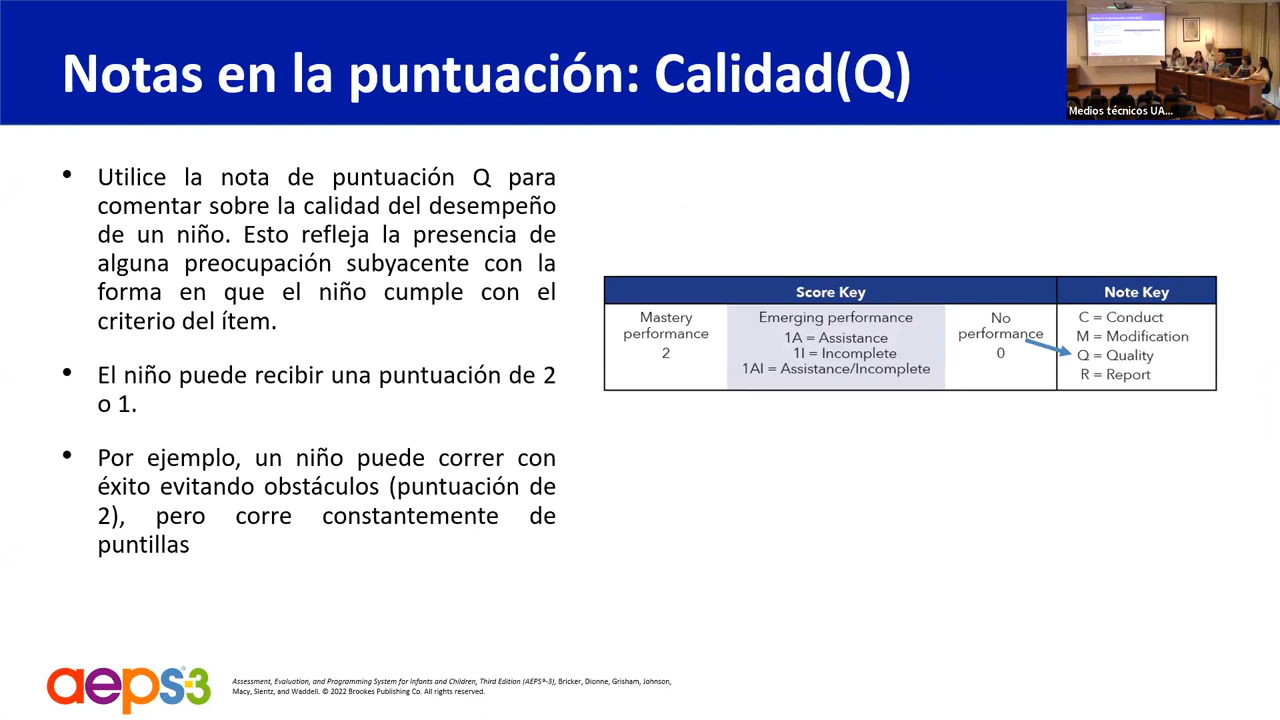 Notas en la puntuación: Calidad(Q)
Medios técnicos UA...
• Utilice la nota de puntuación Q para
comentar sobre la calidad del desempeño
de un niño. Esto refleja la presencia de
alguna preocupación subyacente con la
forma en que el niño cumple con el
criterio del ítem.
• El niño puede recibir una puntuación de 2
o 1.
• Por ejemplo, un niño puede correr con
éxito evitando obstáculos (puntuación de
2), pero corre constantemente de
puntillas
Score Key
Note Key
Mastery
performance
2
Emerging performance
1A = Assistance
1I = Incomplete
1AI = Assistance/Incomplete
No
performance
0
C = Conduct
M = Modification
Q = Quality
R = Report
aeps®-3
Assessment, Evaluation, and Programming System for Infants and Children, Third Edition (AEPS®-3), Bricker, Dionne, Grisham, Johnson,
Macy, Slentz, and Waddell. © 2022 Brookes Publishing Co. All rights reserved.